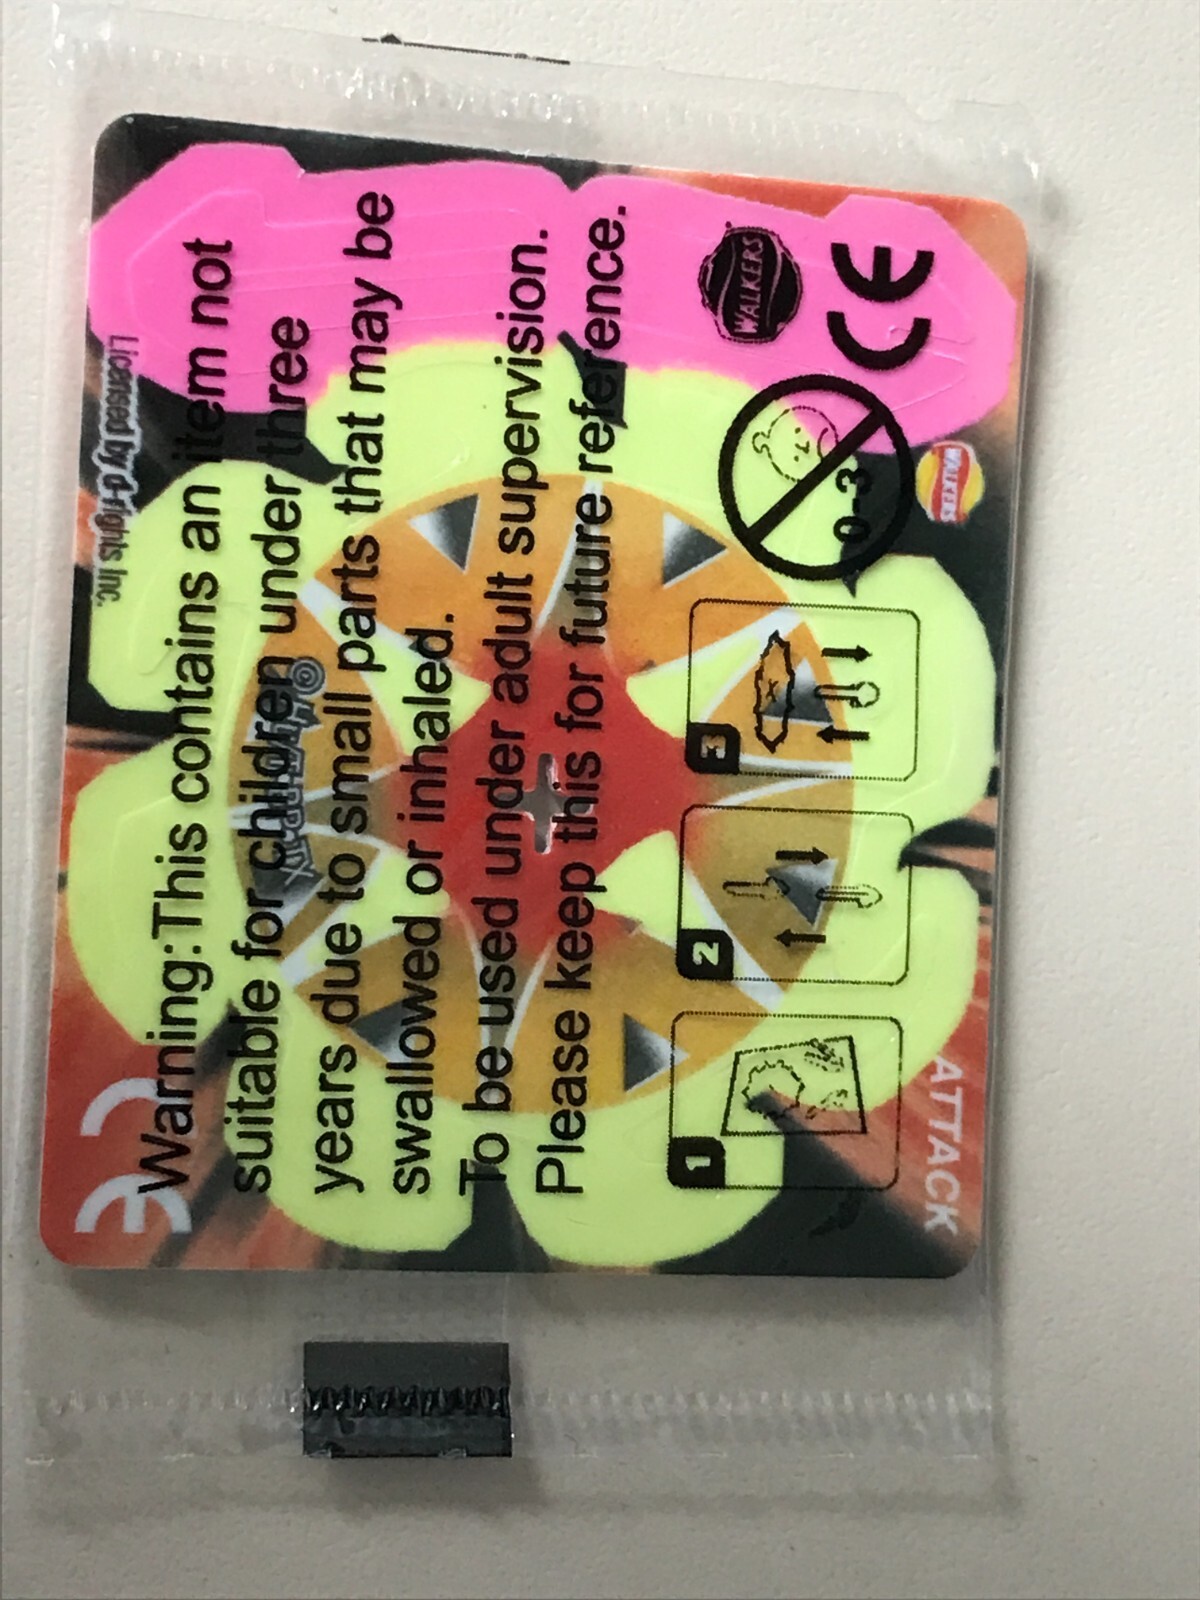 Warning:This contains an item not
suitable for children under three
years due to small parts that may be
swallowed or inhaled.
To be used under adult supervision.
Please keep this for future reference.
1
2
3
0-3
WALKERS
CE
CE
Licensed by d-rights Inc.
WALKERS
ATTACK